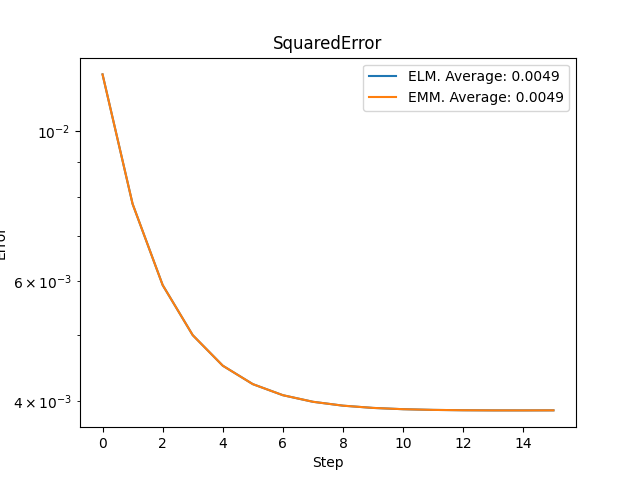 SquaredError
ELM. Average: 0.0049
EMM. Average: 0.0049
10⁻²
6 × 10⁻³
4 × 10⁻³
Error
0 2 4 6 8 10 12 14
Step